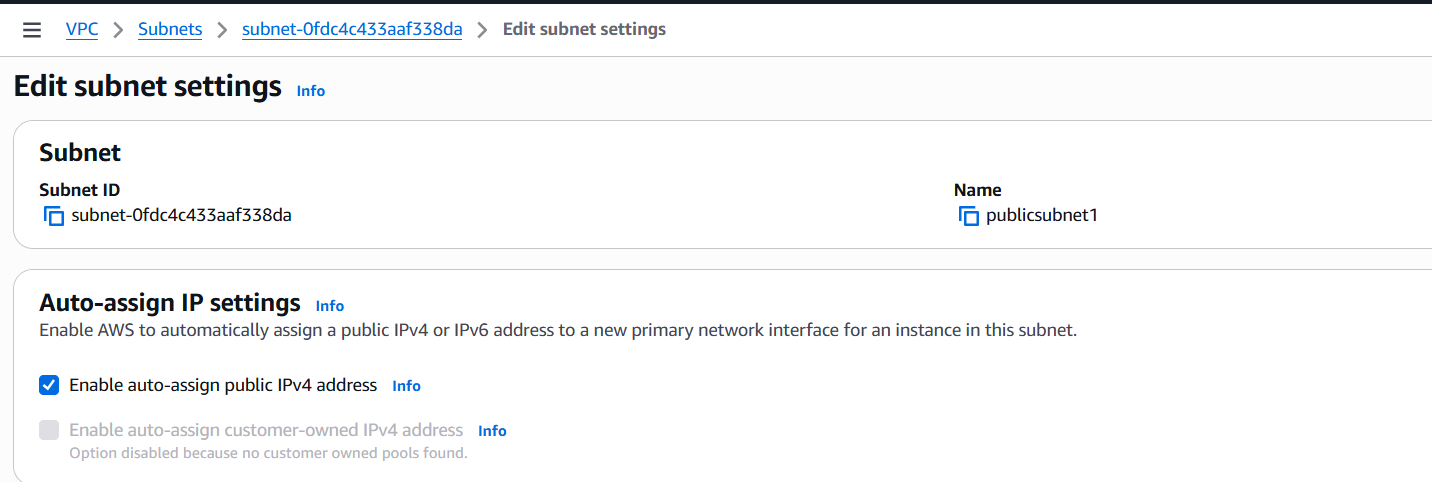 VPC > Subnets > subnet-0fdc4c433aaf338da > Edit subnet settings
Edit subnet settings Info
Subnet
Subnet ID Name
subnet-0fdc4c433aaf338da publicsubnet1
Auto-assign IP settings Info
Enable AWS to automatically assign a public IPv4 or IPv6 address to a new primary network interface for an instance in this subnet.
Enable auto-assign public IPv4 address Info
Enable auto-assign customer-owned IPv4 address Info
Option disabled because no customer owned pools found.